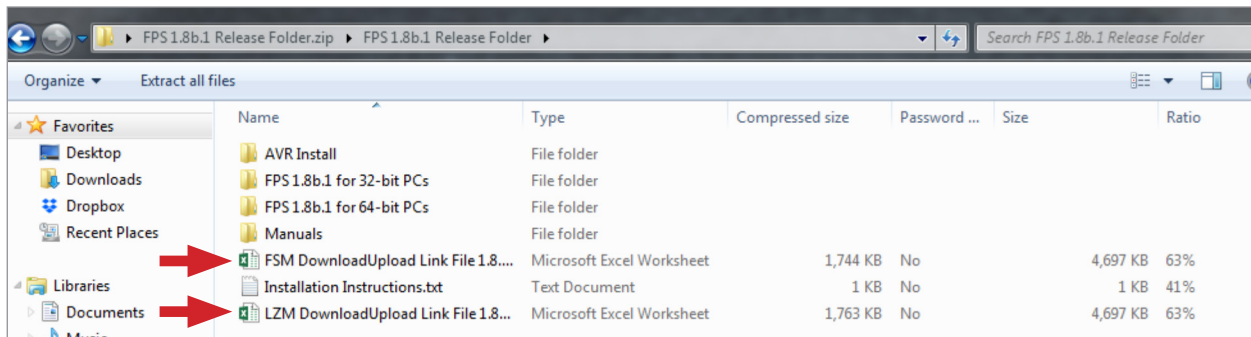 FPS 1.8b.1 Release Folder.zip FPS 1.8b.1 Release Folder Search FPS 1.8b.1 Release Folder
Organize Extract all files
Name Type Compressed size Password ... Size Ratio
Favorites
Desktop AVR Install File folder
Downloads FPS 1.8b.1 for 32-bit PCs File folder
Dropbox FPS 1.8b.1 for 64-bit PCs File folder
Recent Places Manuals File folder
FSM DownloadUpload Link File 1.8.... Microsoft Excel Worksheet 1,744 KB No 4,697 KB 63%
Libraries Installation Instructions.txt Text Document 1 KB No 1 KB 41%
Documents LZM DownloadUpload Link File 1.8... Microsoft Excel Worksheet 1,763 KB No 4,697 KB 63%